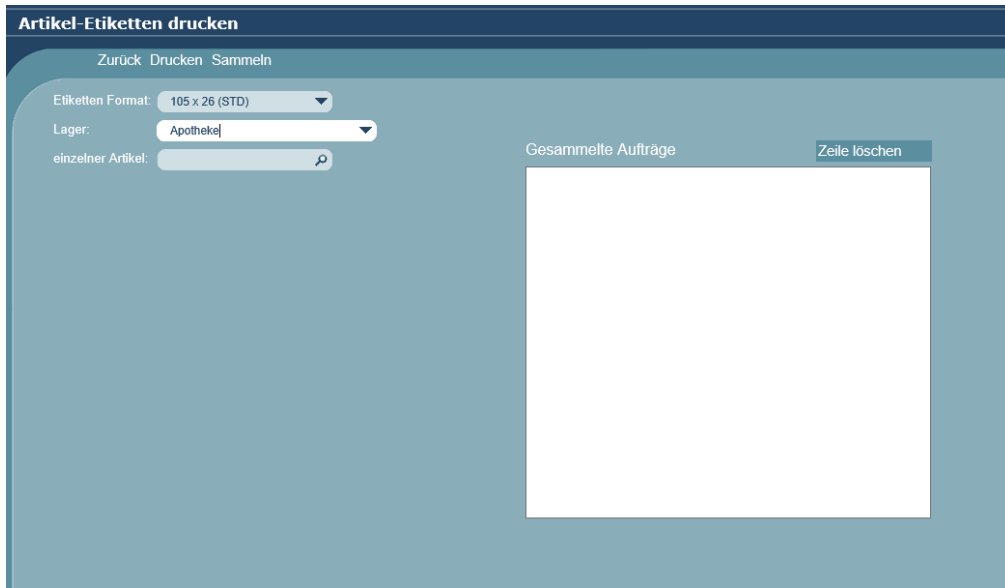 Artikel-Etiketten drucken
Zurück Drucken Sammeln
Etiketten Format: 105 x 26 (STD)
Lager: Apotheke
einzelner Artikel:
Gesammelte Aufträge Zeile löschen